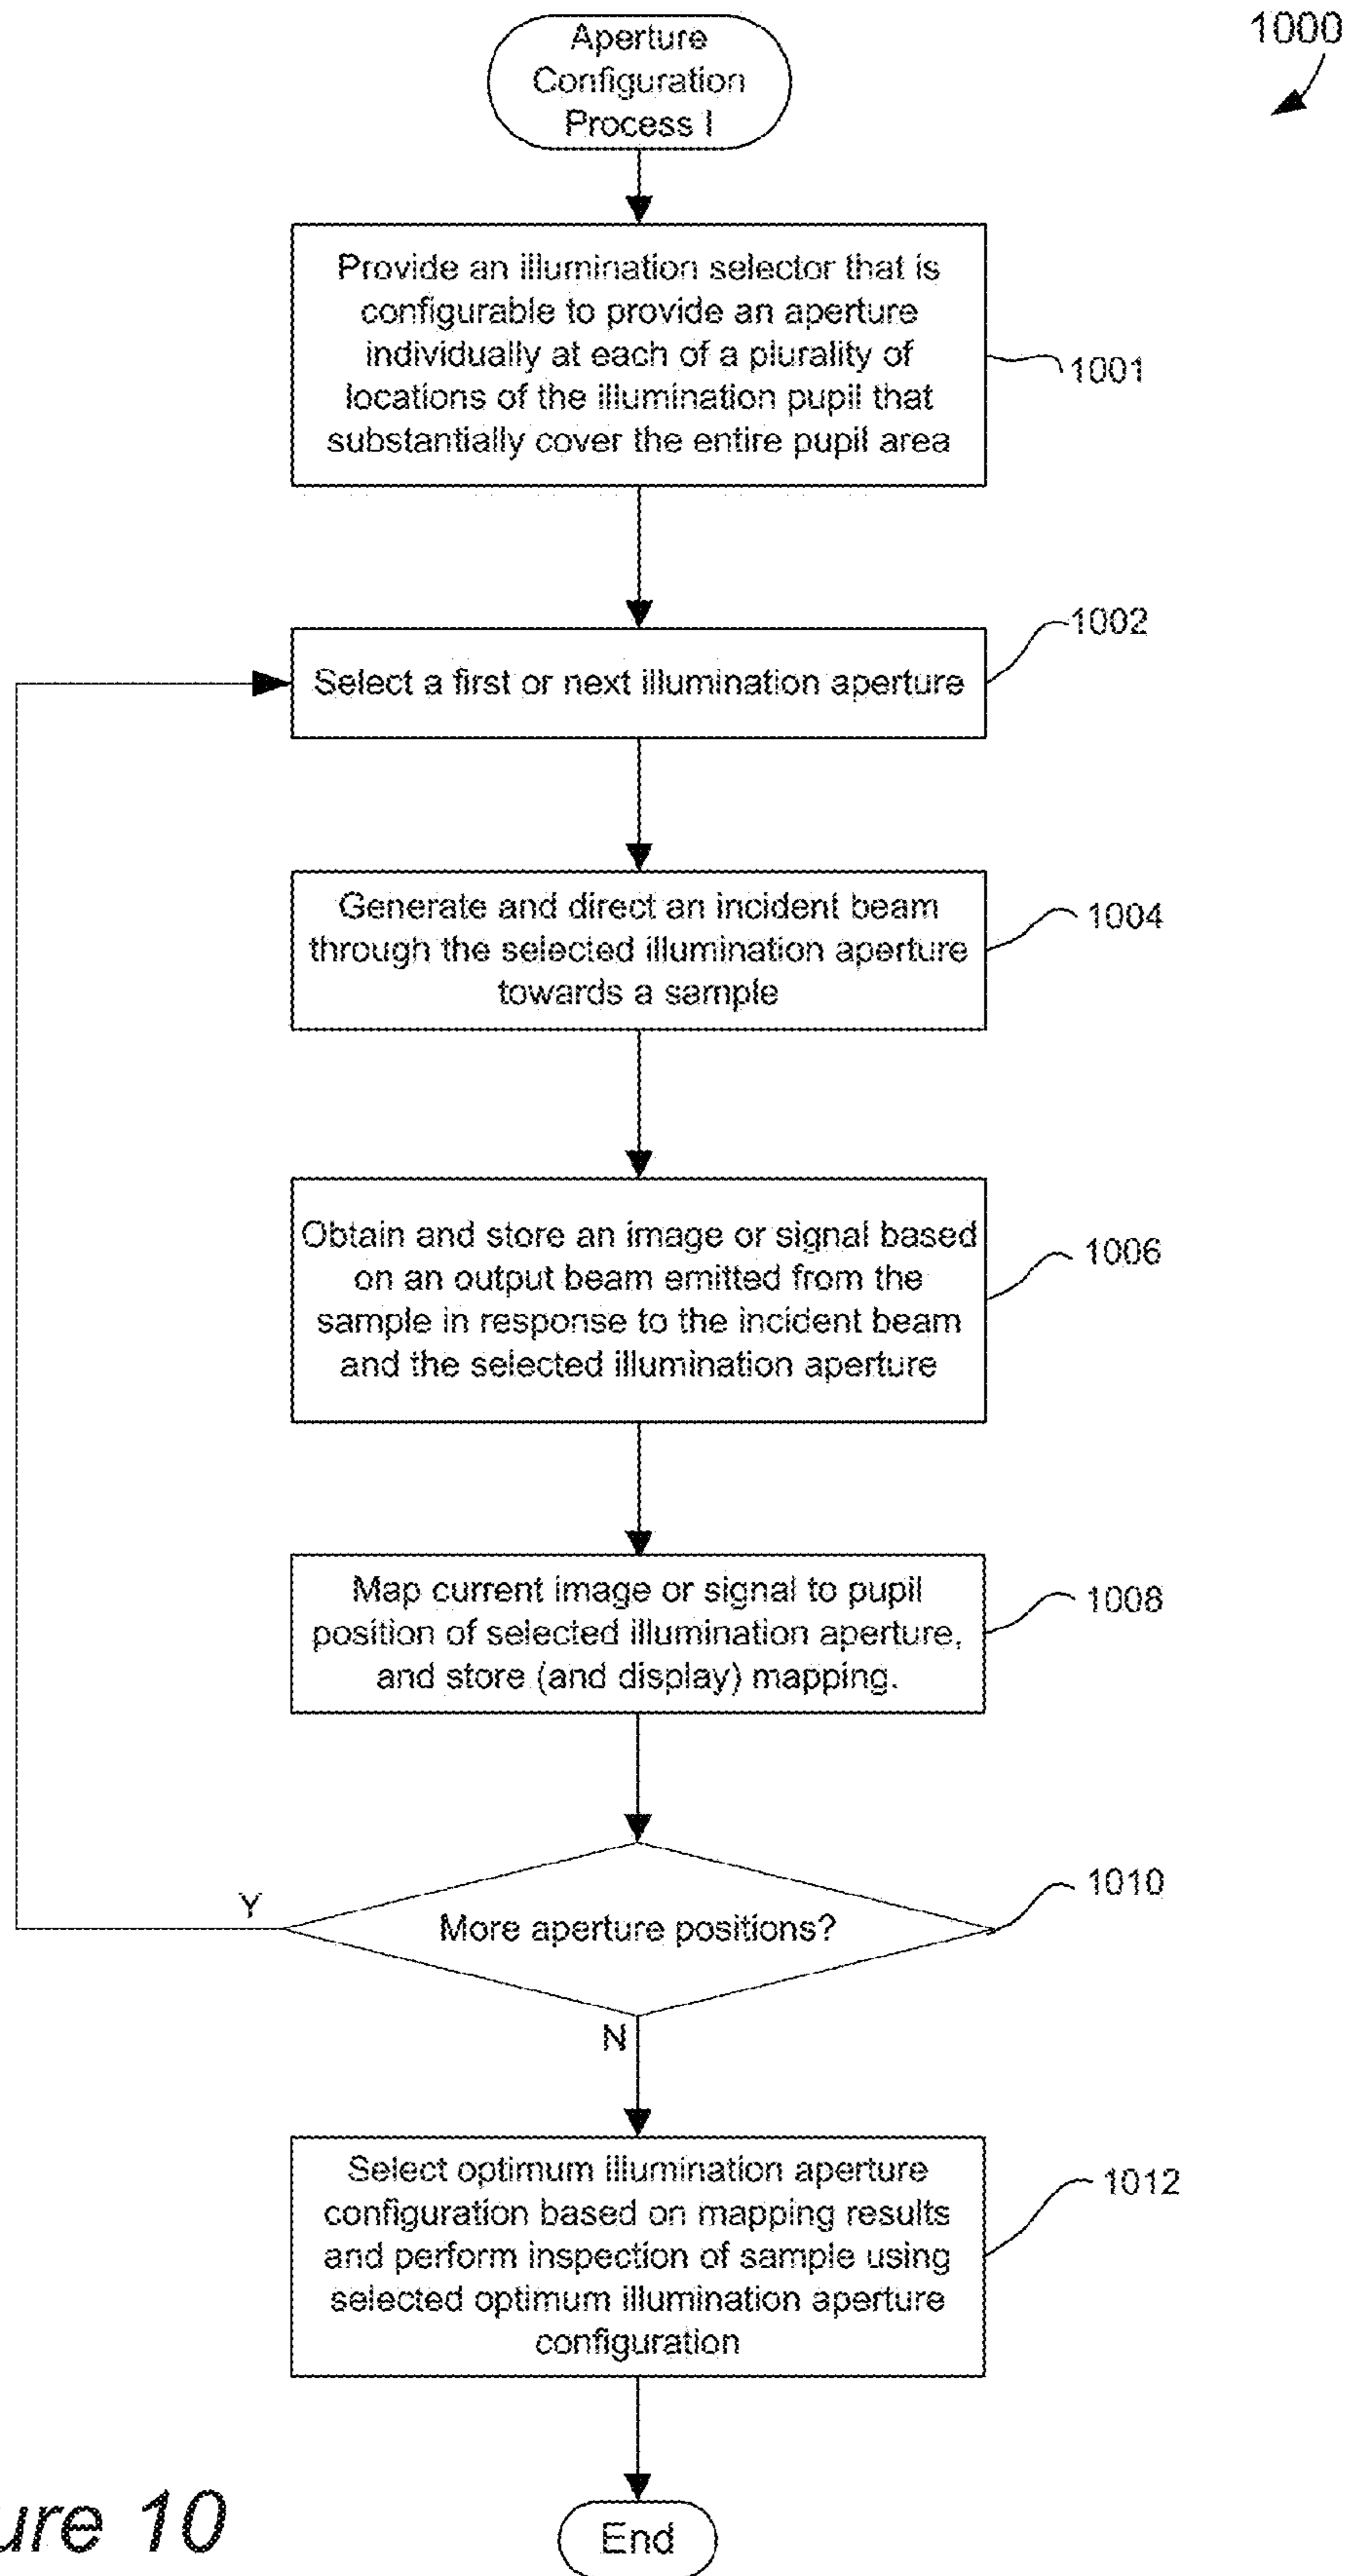 1000
Aperture
Configuration
Process I
Provide an illumination selector that is
configurable to provide an aperture
individually at each of a plurality of
locations of the illumination pupil that
substantially cover the entire pupil area
1001
1002
Select a first or next illumination aperture
Generate and direct an incident beam
through the selected illumination aperture
towards a sample
1004
Obtain and store an image or signal based
on an output beam emitted from the
sample in response to the incident beam
and the selected illumination aperture
1006
Map current image or signal to pupil
position of selected illumination aperture,
and store (and display) mapping.
1008
More aperture positions?
1010
Y
N
Select optimum illumination aperture
configuration based on mapping results
and perform inspection of sample using
selected optimum illumination aperture
configuration
1012
End
ure 10